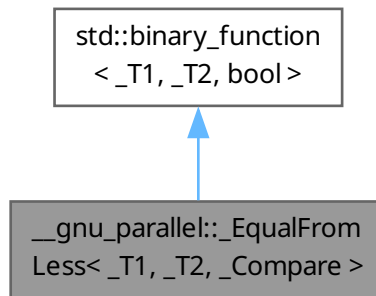 std::binary_function
< _T1, _T2, bool >
__gnu_parallel::_EqualFrom
Less< _T1, _T2, _Compare >